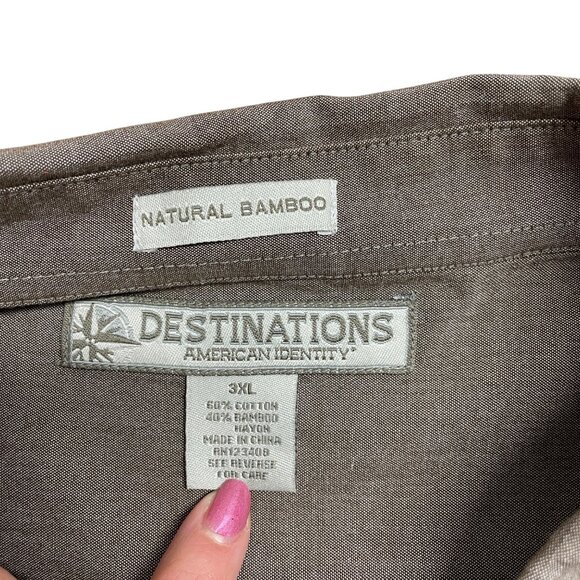 NATURAL BAMBOO
DESTINATIONS
AMERICAN IDENTITY
3XL
60% COTTON
40% BAMBOO
RAYON
MADE IN CHINA
RN123408
SEE REVERSE
FOR CARE